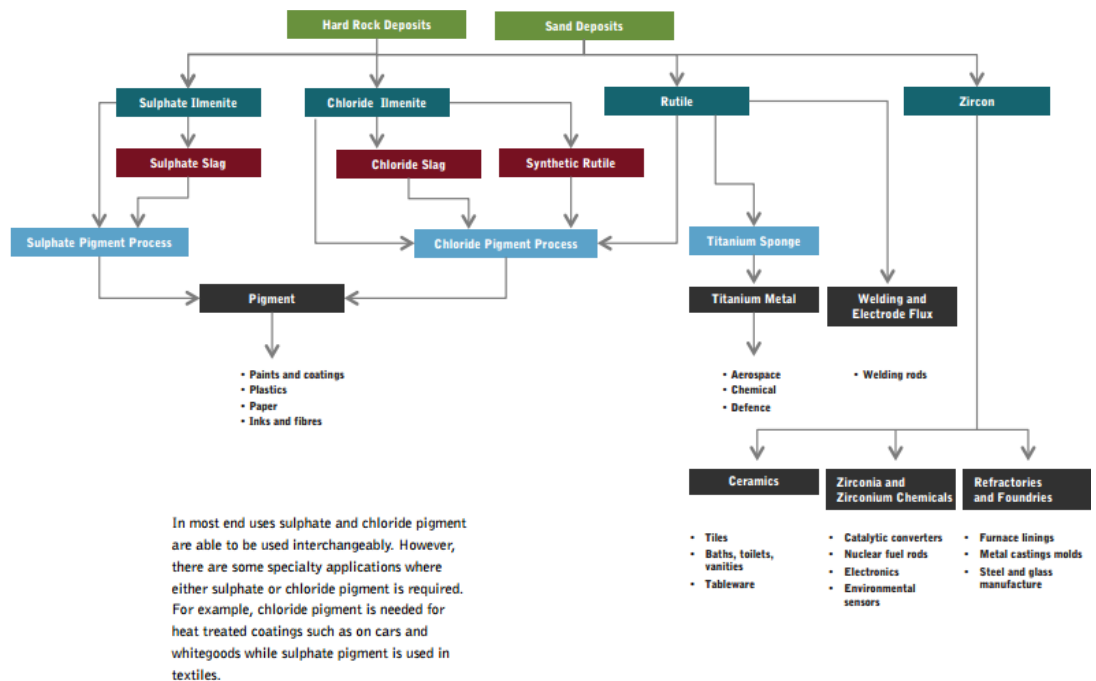 Hard Rock Deposits
Sand Deposits
Sulphate Ilmenite
Chloride Ilmenite
Rutile
Zircon
Sulphate Slag
Chloride Slag
Synthetic Rutile
Sulphate Pigment Process
Chloride Pigment Process
Titanium Sponge
Pigment
Titanium Metal
Welding and
Electrode Flux
• Paints and coatings
• Plastics
• Paper
• Inks and fibres
• Aerospace
• Chemical
• Defence
• Welding rods
Ceramics
Zirconia and
Zirconium Chemicals
Refractories
and Foundries
• Tiles
• Baths, toilets,
vanities
• Tableware
• Catalytic converters
• Nuclear fuel rods
• Electronics
• Environmental
sensors
• Furnace linings
• Metal castings molds
• Steel and glass
manufacture
In most end uses sulphate and chloride pigment
are able to be used interchangeably. However,
there are some specialty applications where
either sulphate or chloride pigment is required.
For example, chloride pigment is needed for
heat treated coatings such as on cars and
whitegoods while sulphate pigment is used in
textiles.